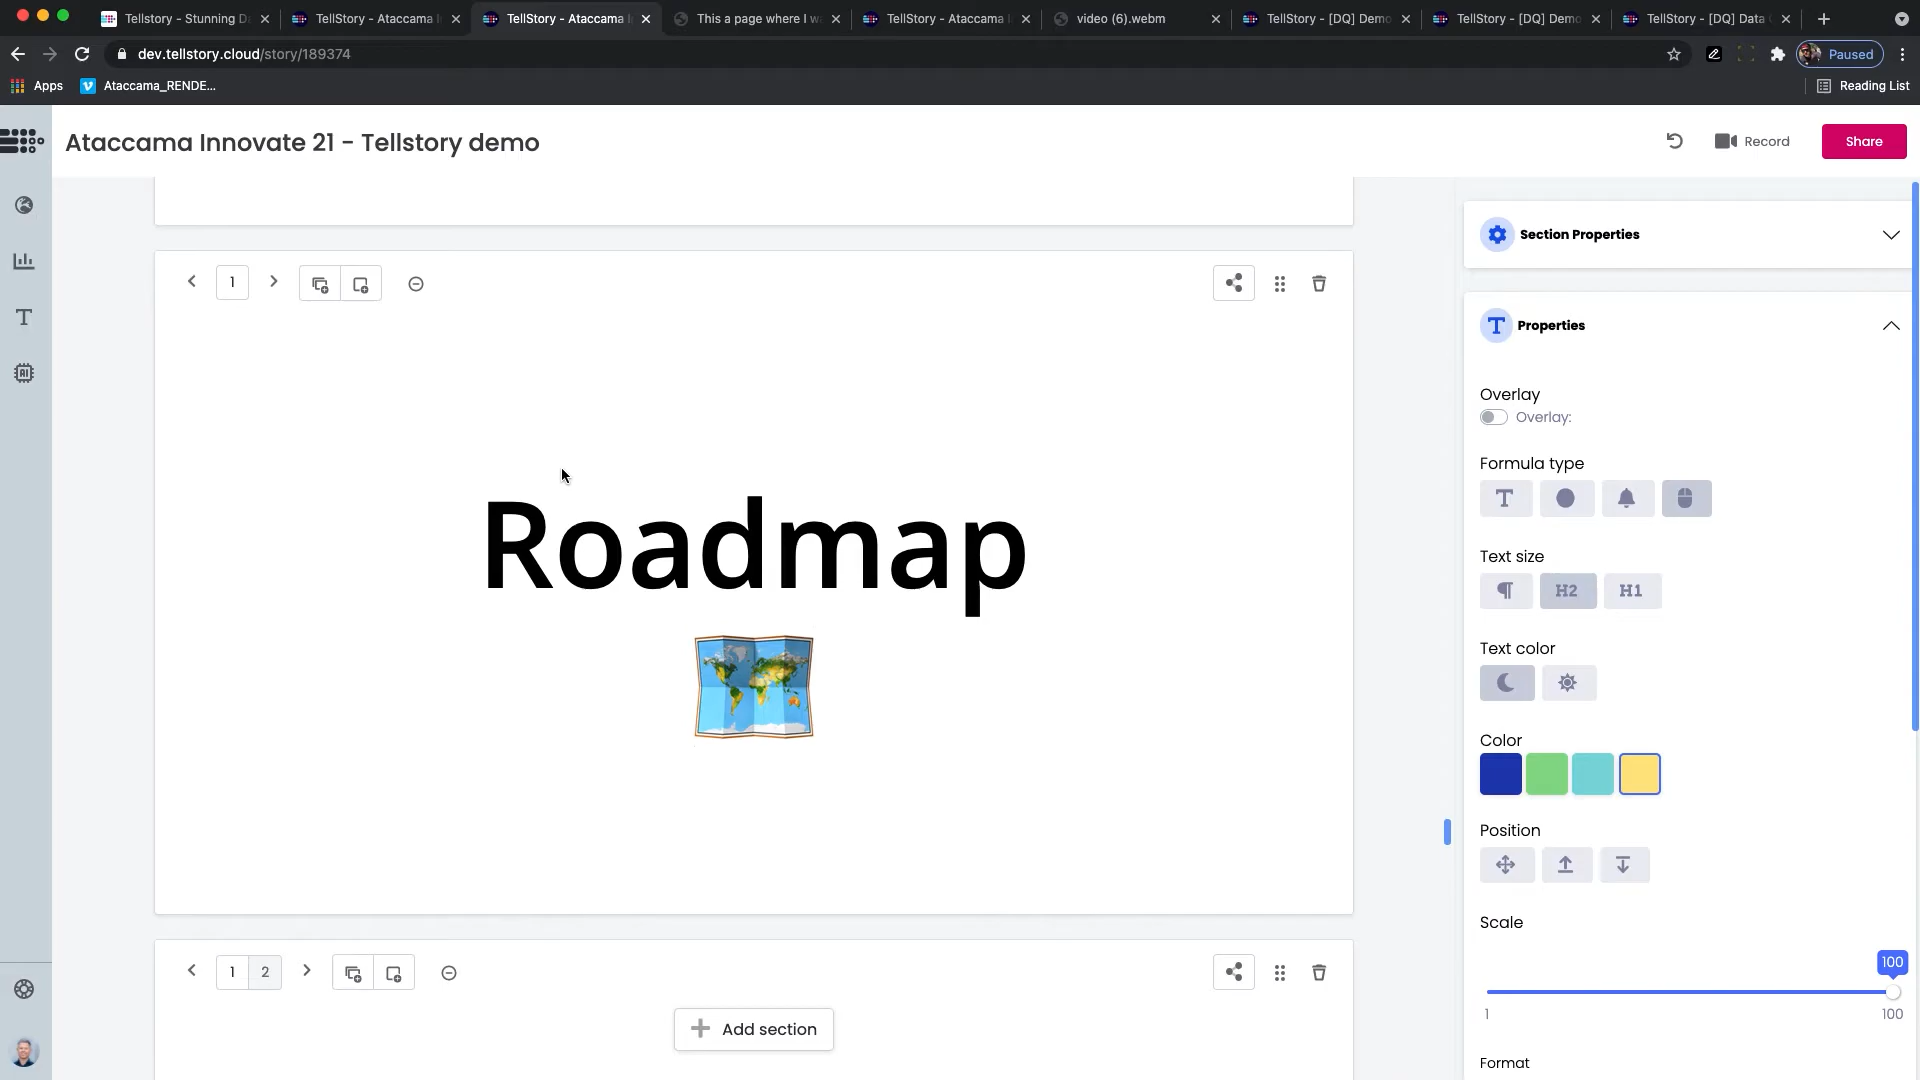 Tellstory - Stunning D
TellStory - Ataccama I
TellStory - Ataccama I
This a page where I w
TellStory - Ataccama I
video (6).webm
TellStory - [DQ] Demo
TellStory - [DQ] Demo
TellStory - [DQ] Data
dev.tellstory.cloud/story/189374
Paused
Apps
Ataccama_RENDE...
Reading List
Ataccama Innovate 21 - Tellstory demo
Record
Share
Section Properties
1
Properties
Overlay
Overlay:
Formula type
T
Roadmap
Text size
H2
H1
Text color
Color
Position
Scale
100
1
100
1
2
Add section
Format
T
AI